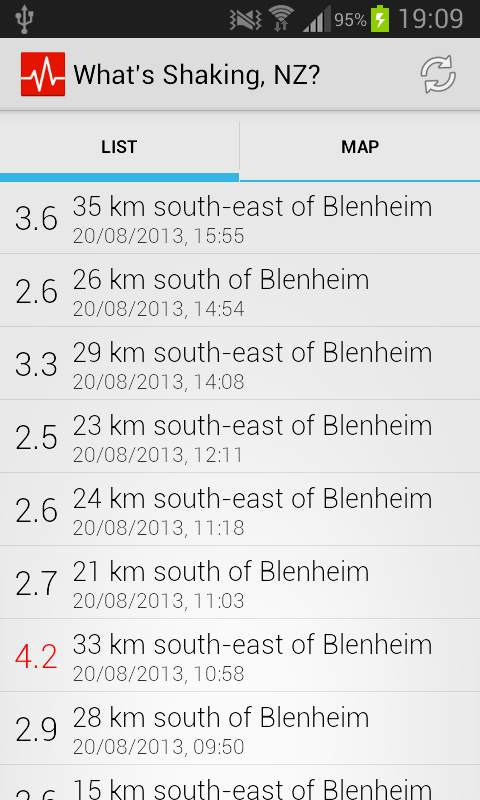 95% 19:09
What's Shaking, NZ?
LIST MAP
3.6 35 km south-east of Blenheim
20/08/2013, 15:55
2.6 26 km south of Blenheim
20/08/2013, 14:54
3.3 29 km south-east of Blenheim
20/08/2013, 14:08
2.5 23 km south-east of Blenheim
20/08/2013, 12:11
2.6 24 km south-east of Blenheim
20/08/2013, 11:18
2.7 21 km south of Blenheim
20/08/2013, 11:03
4.2 33 km south-east of Blenheim
20/08/2013, 10:58
2.9 28 km south of Blenheim
20/08/2013, 09:50
15 km south-east of Blenheim